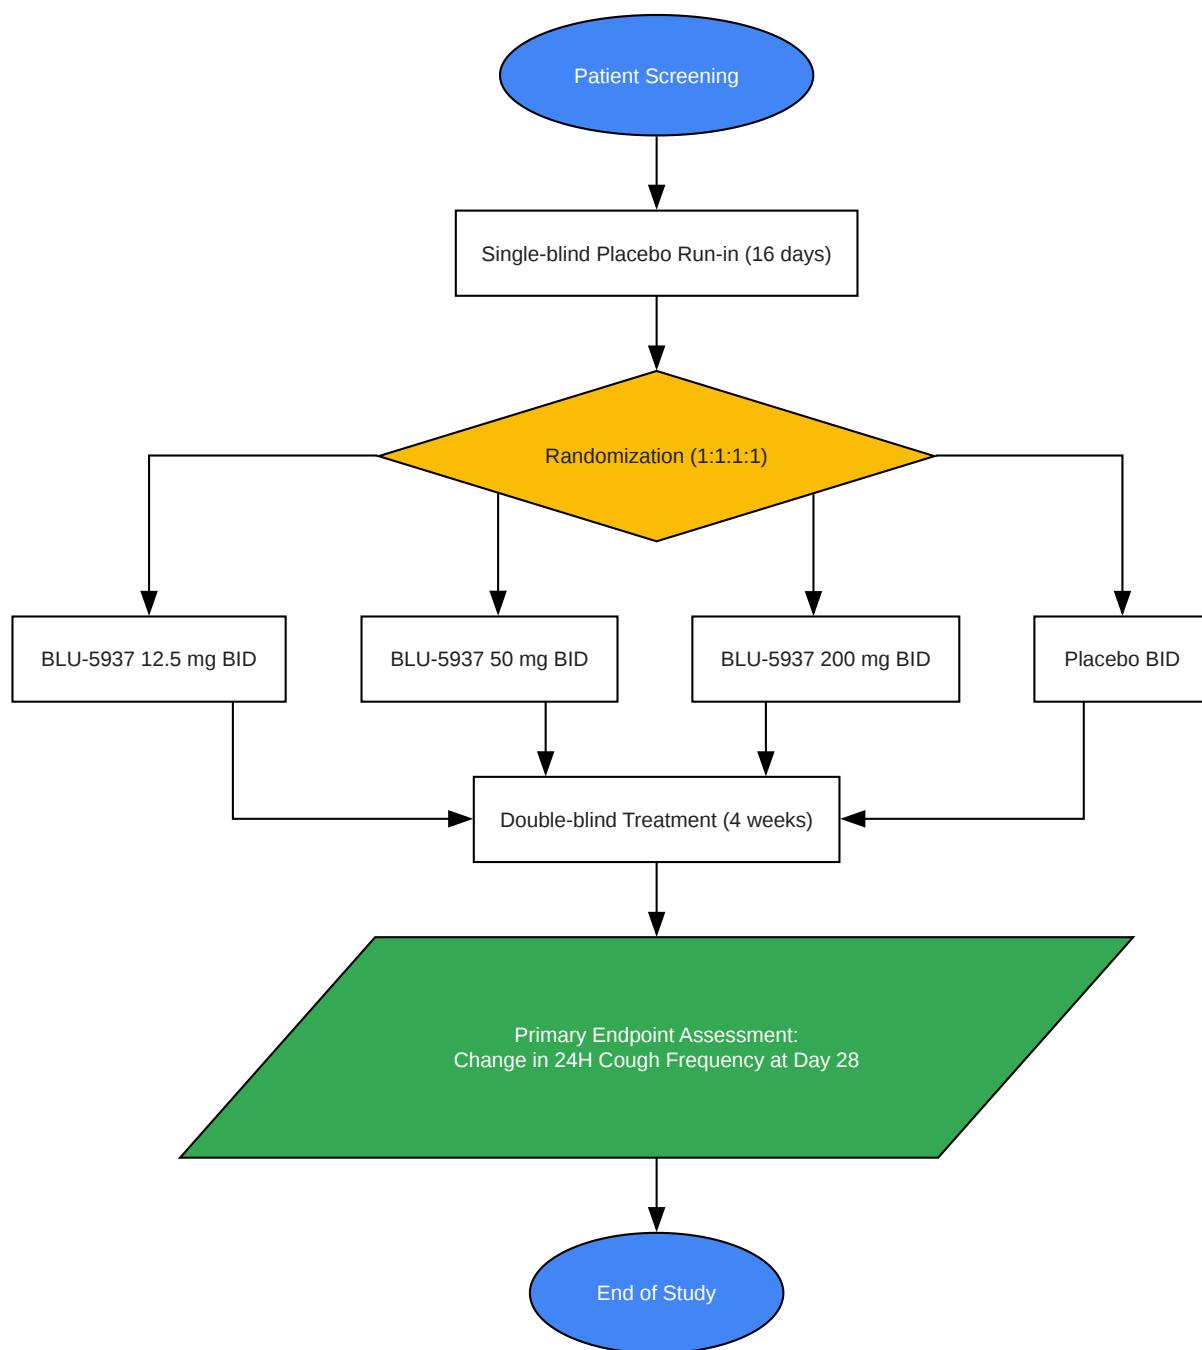 Patient Screening
Single-blind Placebo Run-in (16 days)
Randomization (1:1:1:1)
BLU-5937 12.5 mg BID
BLU-5937 50 mg BID
BLU-5937 200 mg BID
Placebo BID
Double-blind Treatment (4 weeks)
Primary Endpoint Assessment:
Change in 24H Cough Frequency at Day 28
End of Study